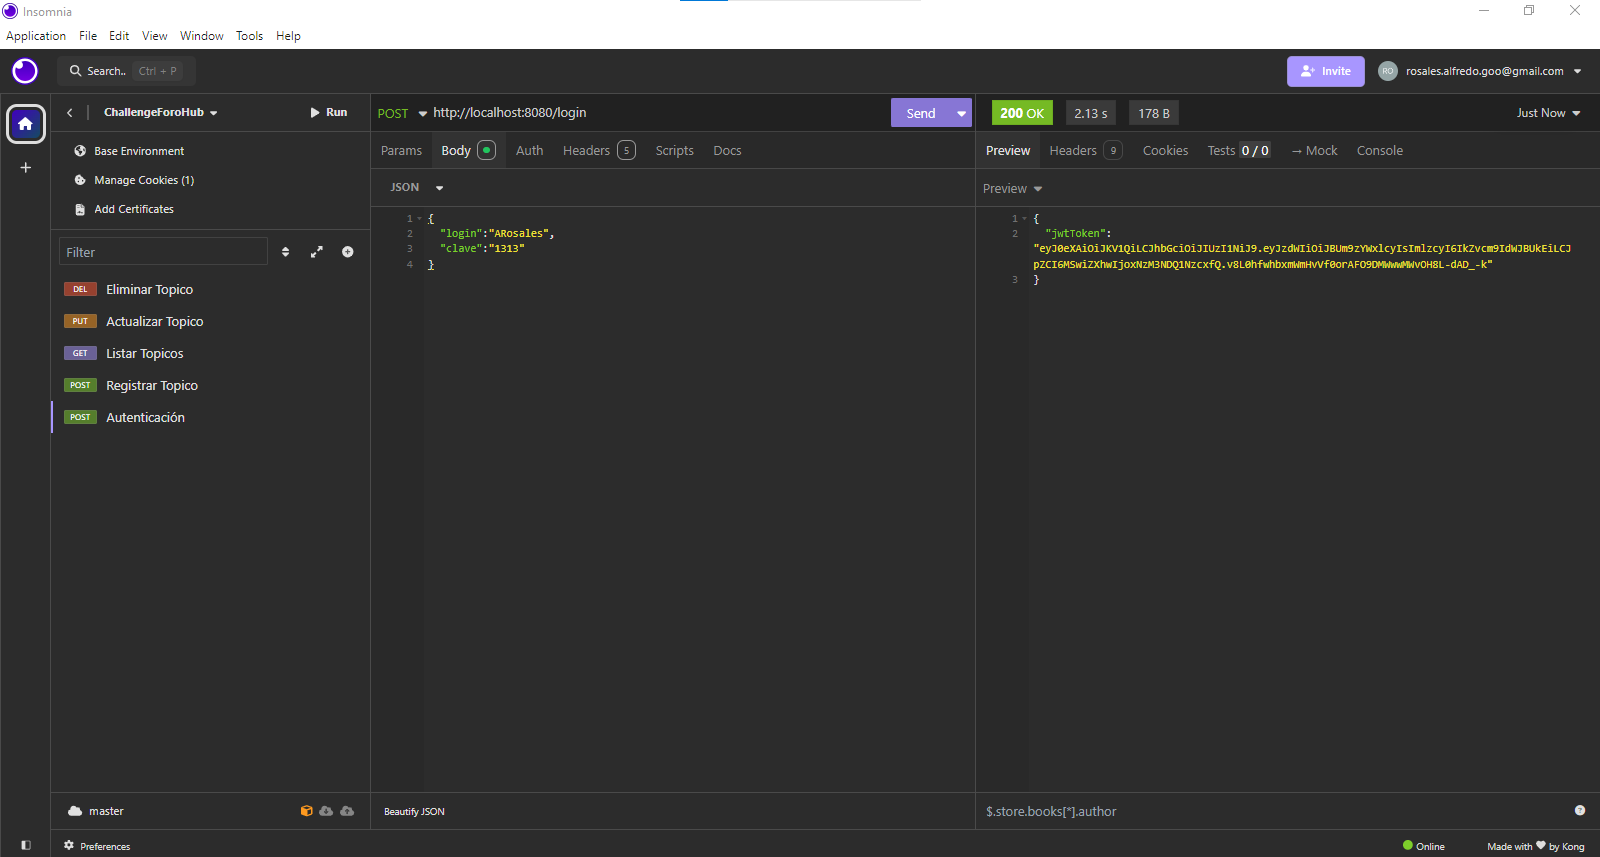 Insomnia
Application File Edit View Window Tools Help
Search.. Ctrl + P
Invite
RO rosales.alfredo.goo@gmail.com
ChallengeForoHub
Run
POST http://localhost:8080/login
Send
200 OK 2.13 s 178 B
Just Now
Base Environment
Manage Cookies (1)
Add Certificates
Filter
DEL Eliminar Topico
PUT Actualizar Topico
GET Listar Topicos
POST Registrar Topico
POST Autenticación
Params Body Auth Headers 5 Scripts Docs
JSON
1 {
2 "login":"ARosales",
3 "clave":"1313"
4 }
Preview Headers 9 Cookies Tests 0 / 0 → Mock Console
Preview
1 {
2 "jwtToken":
"eyJ0eXAiOiJKV1QiLCJhbGciOiJIUzI1NiJ9.eyJzdWIiOiJBUm9zYWxlcyIsImlzcyI6IkZvcm9IdWJBUkEiLCJ
pZCI6MSwiZXhwIjoxNzM3NDQ1NzcxfQ.v8L0hfwhbxmWmHvVf0orAFO9DMWwwMWvOH8L-dAD_-k"
3 }
master
Beautify JSON
$.store.books[*].author
Preferences
Online
Made with by Kong